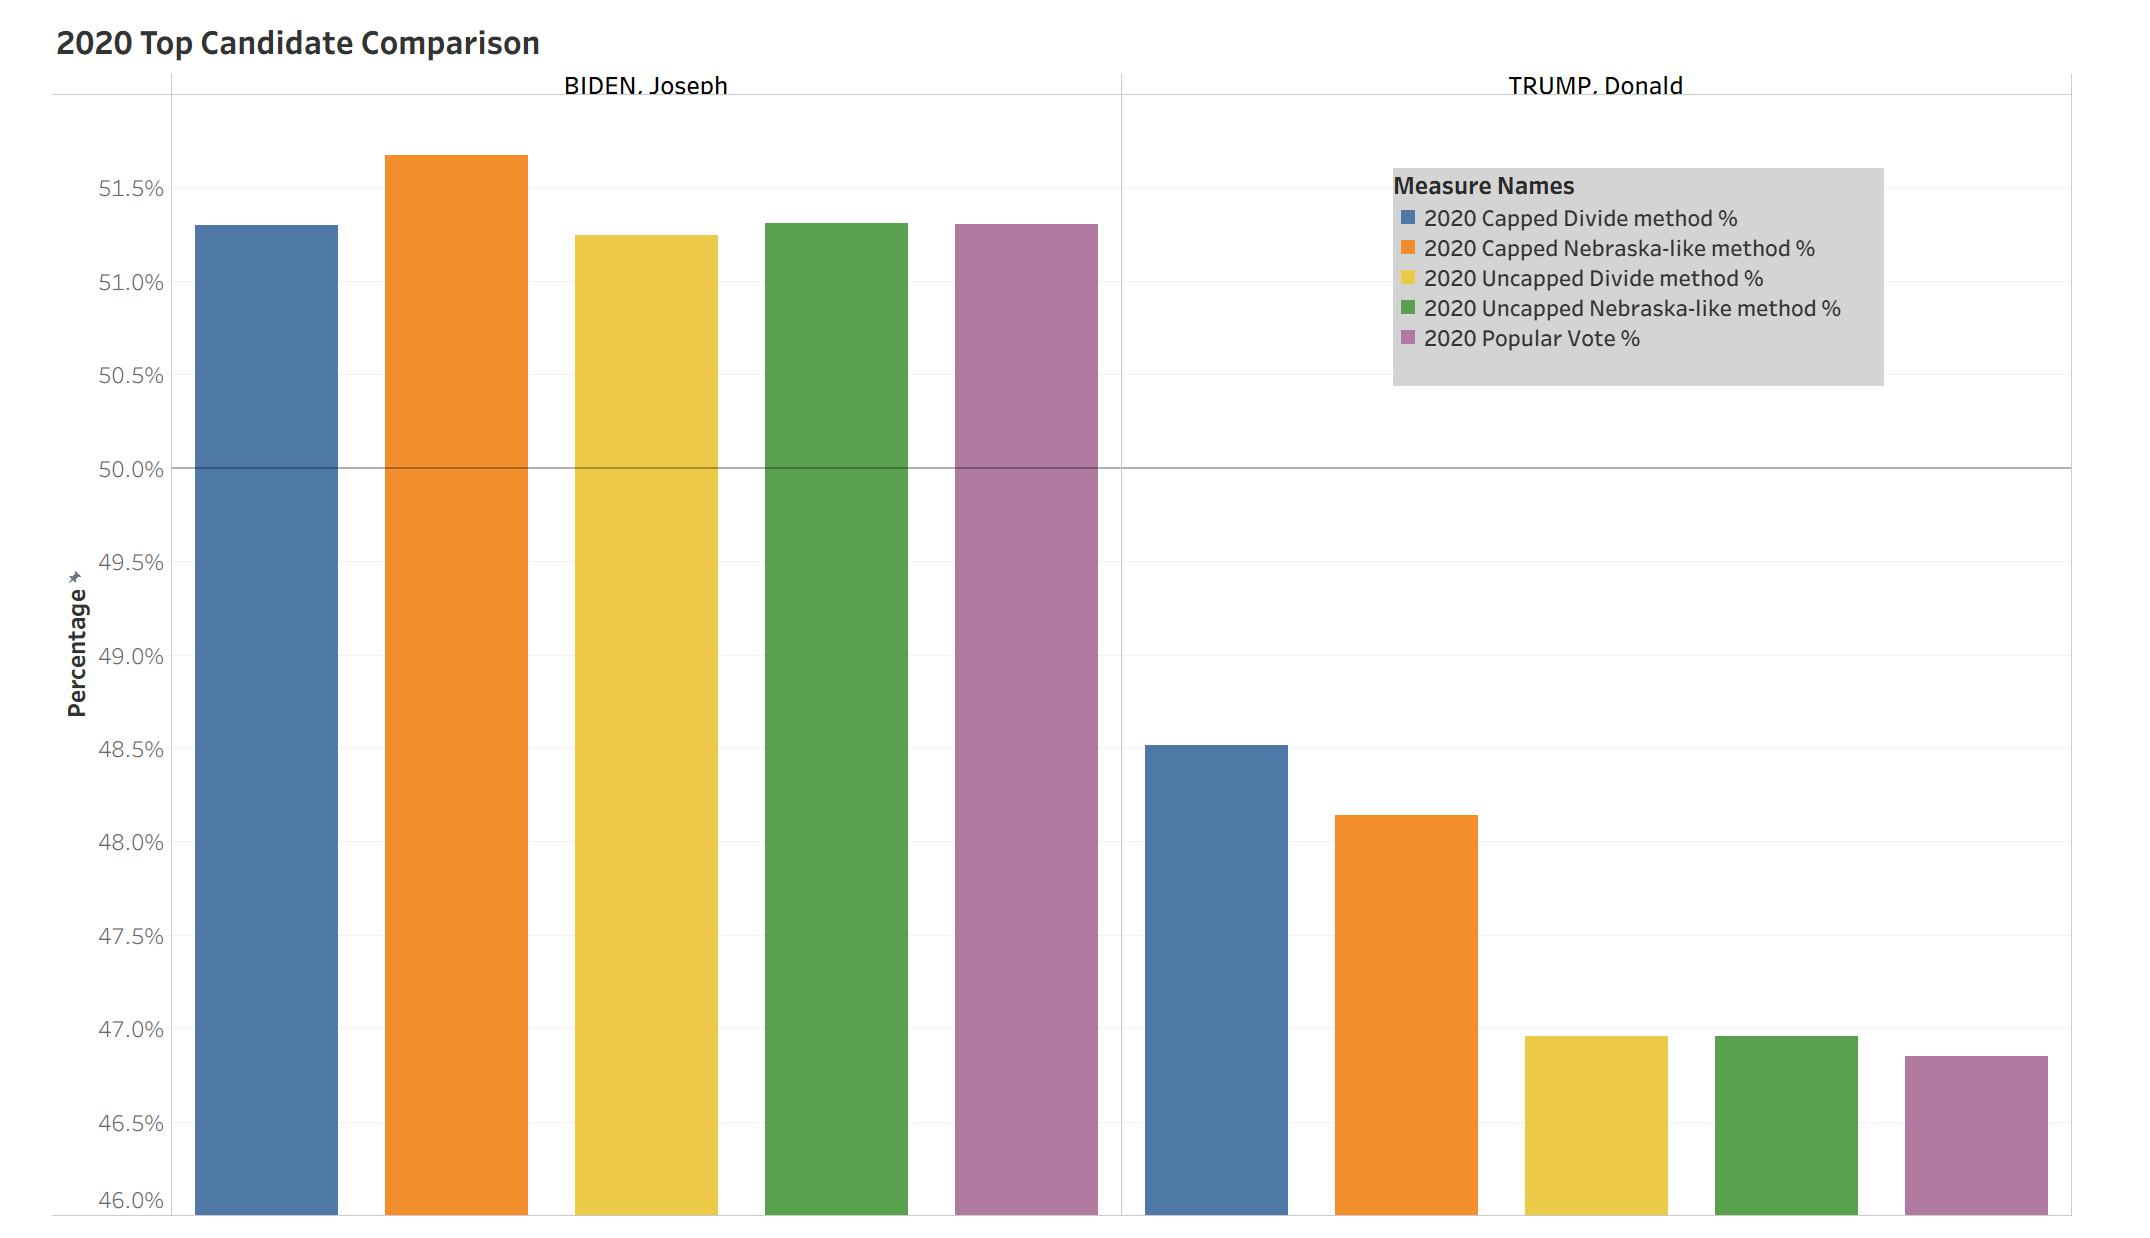 2020 Top Candidate Comparison
BIDEN, Joseph
TRUMP, Donald
51.5%
51.0%
50.5%
50.0%
49.5%
49.0%
48.5%
48.0%
47.5%
47.0%
46.5%
46.0%
Percentage
Measure Names
2020 Capped Divide method %
2020 Capped Nebraska-like method %
2020 Uncapped Divide method %
2020 Uncapped Nebraska-like method %
2020 Popular Vote %